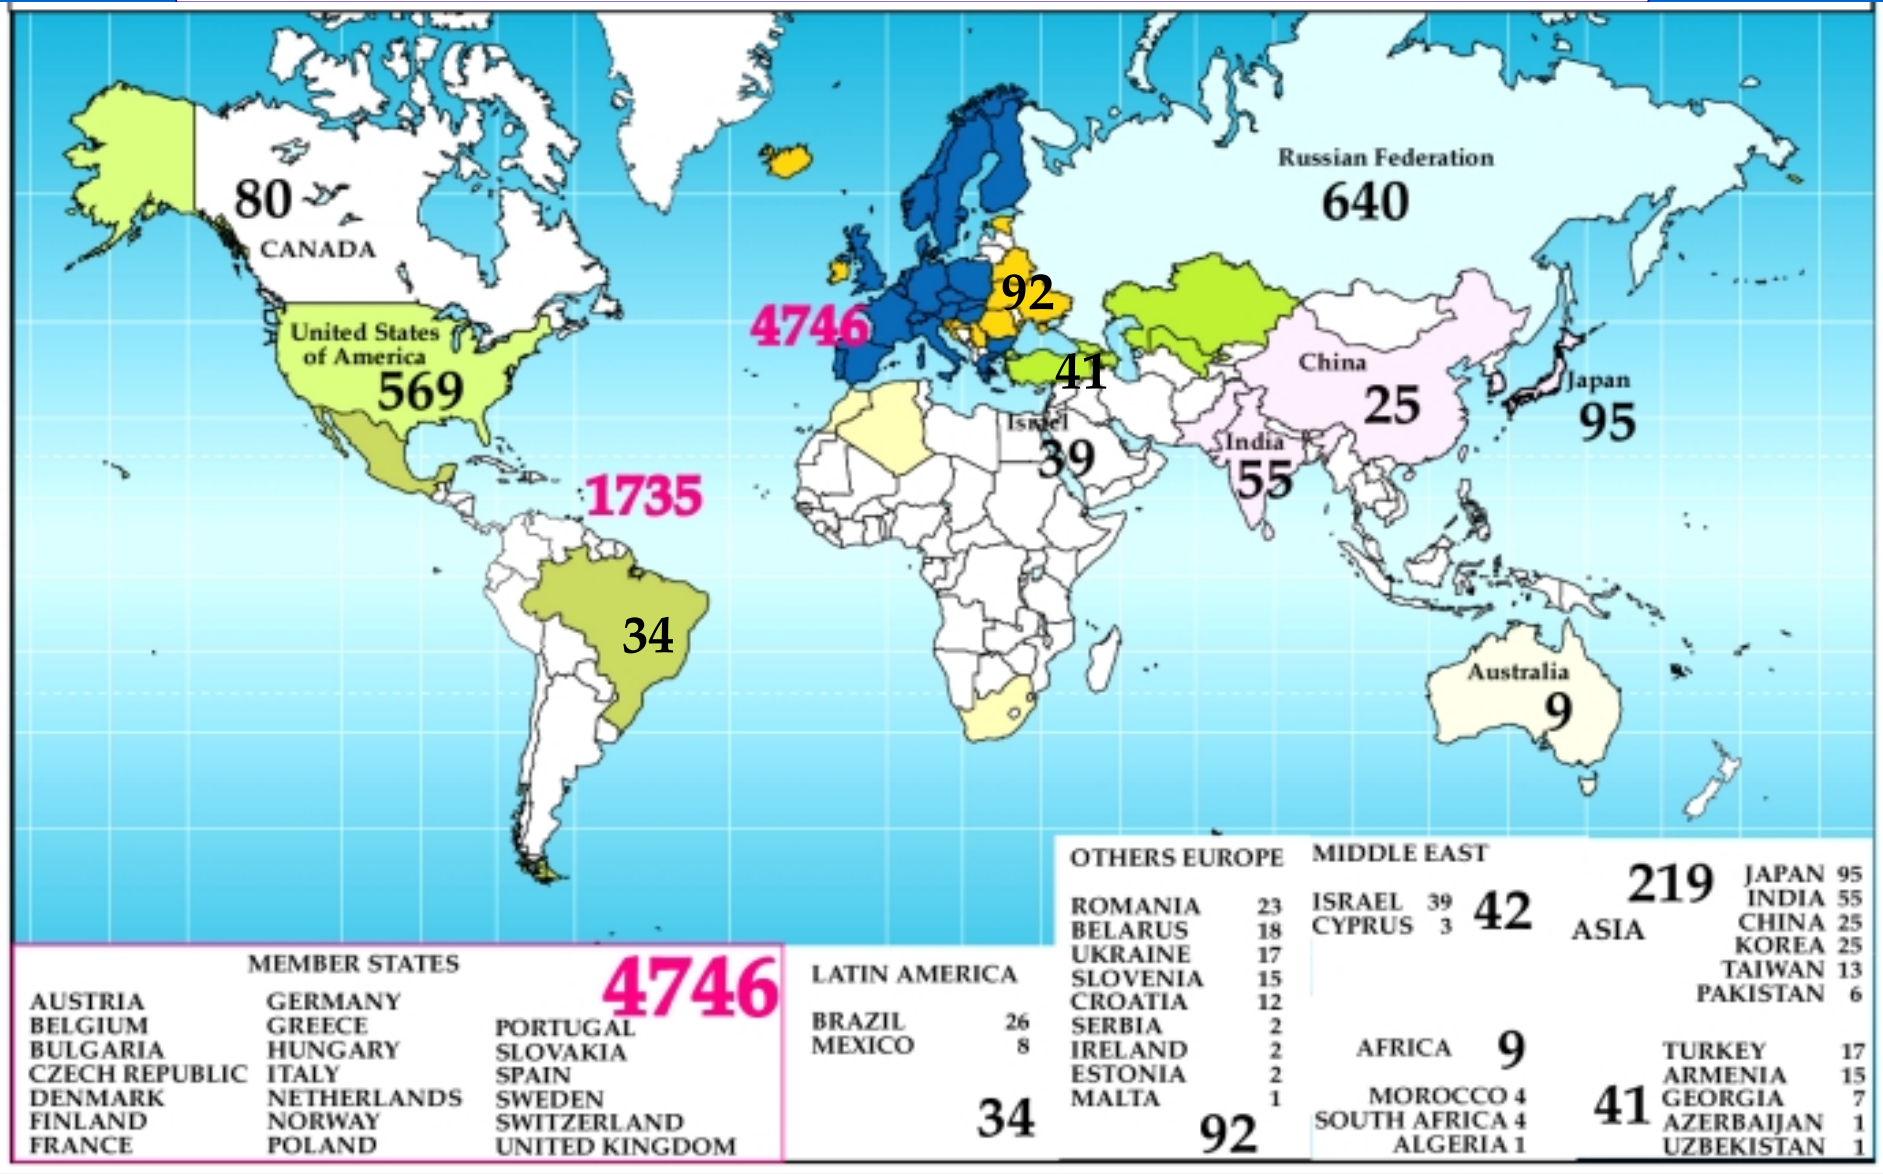 Russian Federation
640
80
CANADA
92
4746
United States
of America
569
41
China
25
Japan
95
Israel
39
India
55
1735
34
Australia
9
MEMBER STATES
4746
AUSTRIA
BELGIUM
BULGARIA
CZECH REPUBLIC
DENMARK
FINLAND
FRANCE
GERMANY
GREECE
HUNGARY
ITALY
NETHERLANDS
NORWAY
POLAND
PORTUGAL
SLOVAKIA
SPAIN
SWEDEN
SWITZERLAND
UNITED KINGDOM
LATIN AMERICA
BRAZIL 26
MEXICO 8
34
OTHERS EUROPE
ROMANIA 23
BELARUS 18
UKRAINE 17
SLOVENIA 15
CROATIA 12
SERBIA 2
IRELAND 2
ESTONIA 2
MALTA 1
92
MIDDLE EAST
ISRAEL 39
CYPRUS 3
42
AFRICA 9
MOROCCO 4
SOUTH AFRICA 4
ALGERIA 1
219
ASIA
JAPAN 95
INDIA 55
CHINA 25
KOREA 25
TAIWAN 13
PAKISTAN 6
41
TURKEY 17
ARMENIA 15
GEORGIA 7
AZERBAIJAN 1
UZBEKISTAN 1